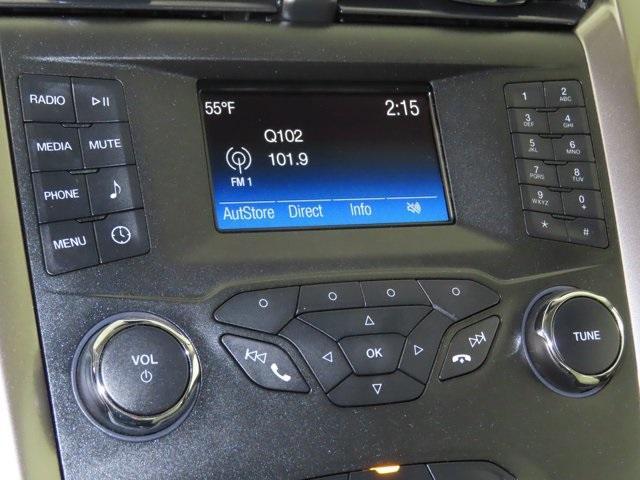 RADIO
MEDIA MUTE
PHONE
MENU
55°F 2:15
Q102
101.9
FM 1
AutStore Direct Info
1 2 ABC
3 DEF 4 GHI
5 JKL 6 MNO
7 PQRS 8 TUV
9 WXYZ 0 +
* #
VOL
OK
TUNE